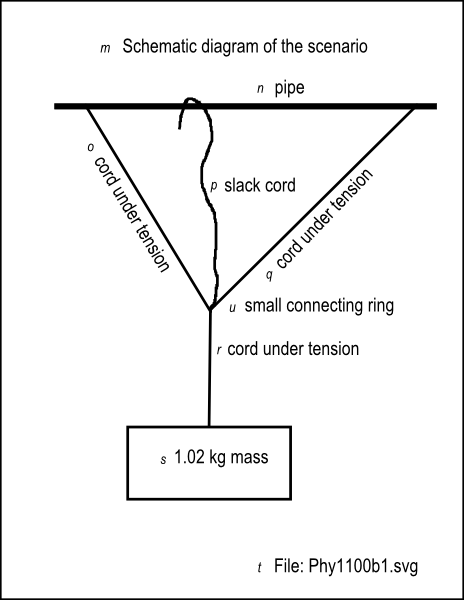 m Schematic diagram of the scenario
n pipe
o cord under tension
p slack cord
q cord under tension
u small connecting ring
r cord under tension
s 1.02 kg mass
t File: Phy1100b1.svg